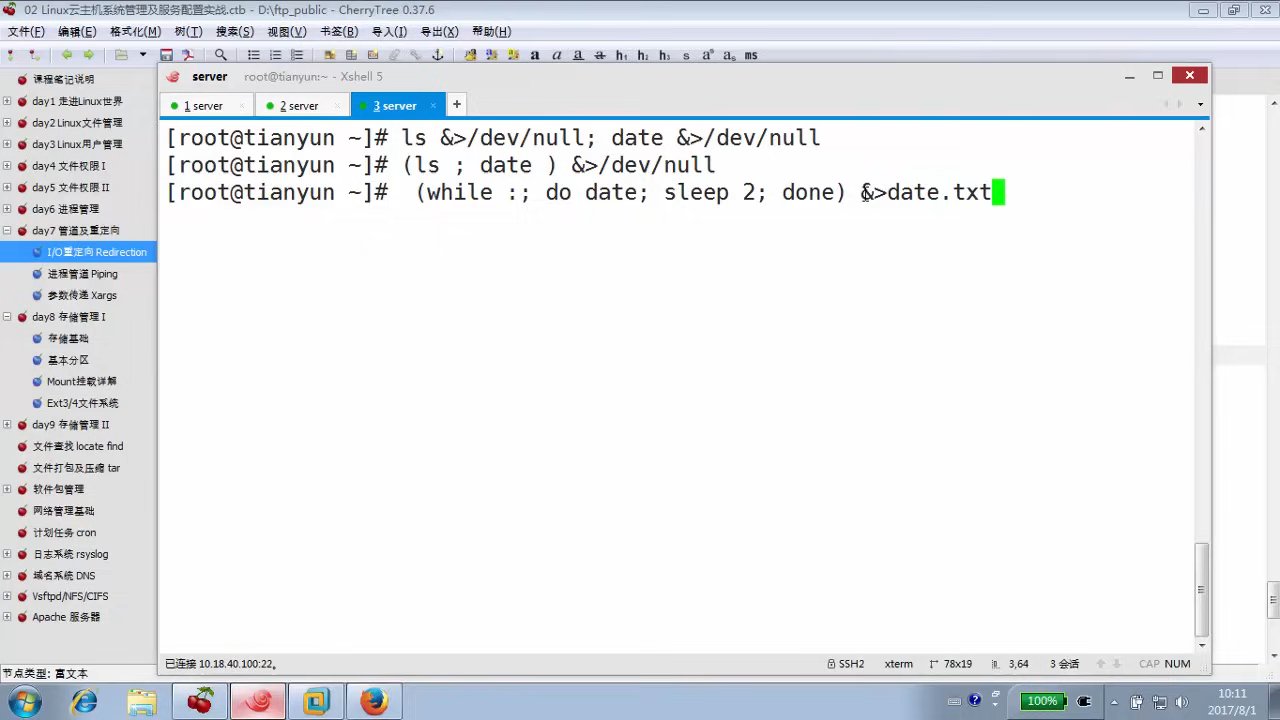 02 Linux云主机系统管理及服务配置实战.ctb - D:\ftp_public - CherryTree 0.37.6
文件(F) 编辑(E) 格式化(M) 树(T) 搜索(S) 视图(V) 书签(B) 导入(I) 导出(X) 帮助(H)
a a a a h₁ h₂ h₃ s aˢ aₛ ms
课程笔记说明
day1 走进Linux世界
day2 Linux文件管理
day3 Linux用户管理
day4 文件权限 I
day5 文件权限 II
day6 进程管理
day7 管道及重定向
I/O重定向 Redirection
进程管道 Piping
参数传递 Xargs
day8 存储管理 I
存储基础
基本分区
Mount挂载详解
Ext3/4文件系统
day9 存储管理 II
文件查找 locate find
文件打包及压缩 tar
软件包管理
网络管理基础
计划任务 cron
日志系统 rsyslog
域名系统 DNS
Vsftpd/NFS/CIFS
Apache 服务器
节点类型: 富文本
server root@tianyun:~ - Xshell 5
1 server × 2 server × 3 server × +
[root@tianyun ~]# ls &>/dev/null; date &>/dev/null
[root@tianyun ~]# (ls ; date ) &>/dev/null
[root@tianyun ~]#  (while :; do date; sleep 2; done) &>date.txt
已连接 10.18.40.100:22。 SSH2 xterm 78x19 3,64 3 会话 CAP NUM
100% 10:11
2017/8/1